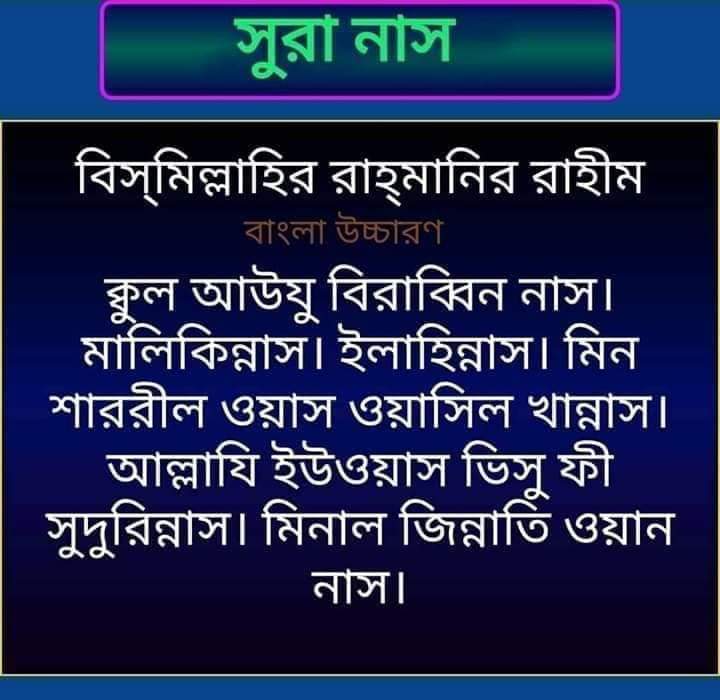 সুরা নাস
বিস্‌মিল্লাহির রাহ্‌মানির রাহীম
বাংলা উচ্চারণ
ক্বুল আউযু বিরাব্বিন নাস।
মালিকিন্নাস। ইলাহিন্নাস। মিন
শাররীল ওয়াস ওয়াসিল খান্নাস।
আল্লাযি ইউওয়াস ভিসু ফী
সুদুরিন্নাস। মিনাল জিন্নাতি ওয়ান
নাস।